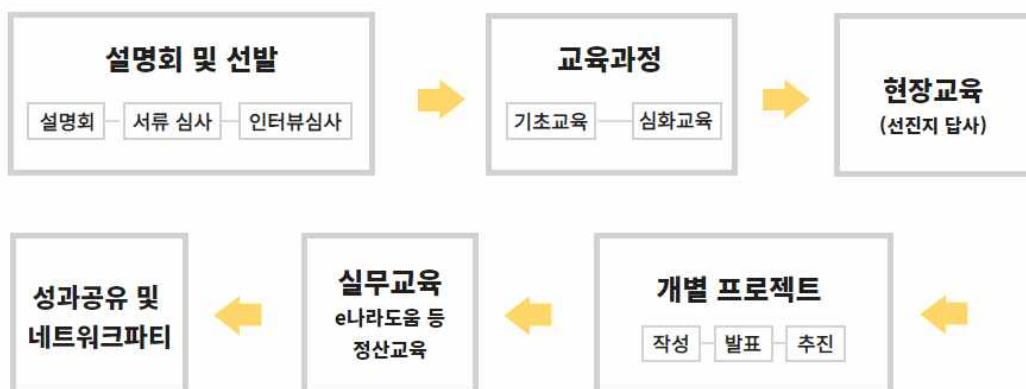 설명회 및 선발
설명회
서류 심사
인터뷰심사
교육과정
기초교육
심화교육
현장교육
(선진지 답사)
개별 프로젝트
작성
발표
추진
실무교육
e나라도움 등
정산교육
성과공유 및
네트워크파티